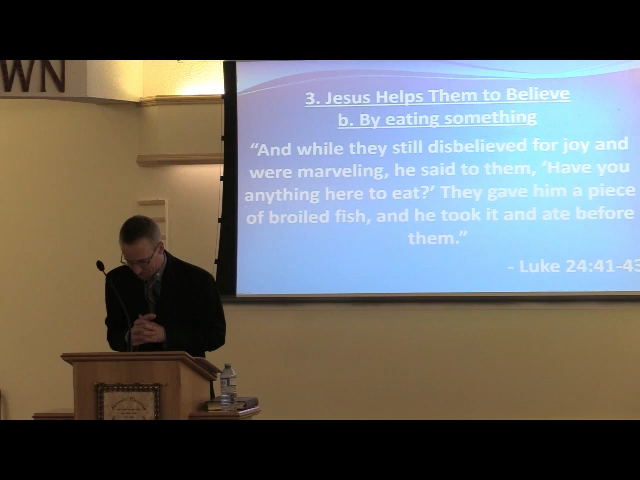 WN
3. Jesus Helps Them to Believe
b. By eating something
“And while they still disbelieved for joy and
were marveling, he said to them, ‘Have you
anything here to eat?’ They gave him a piece
of broiled fish, and he took it and ate before
them.”
- Luke 24:41-43